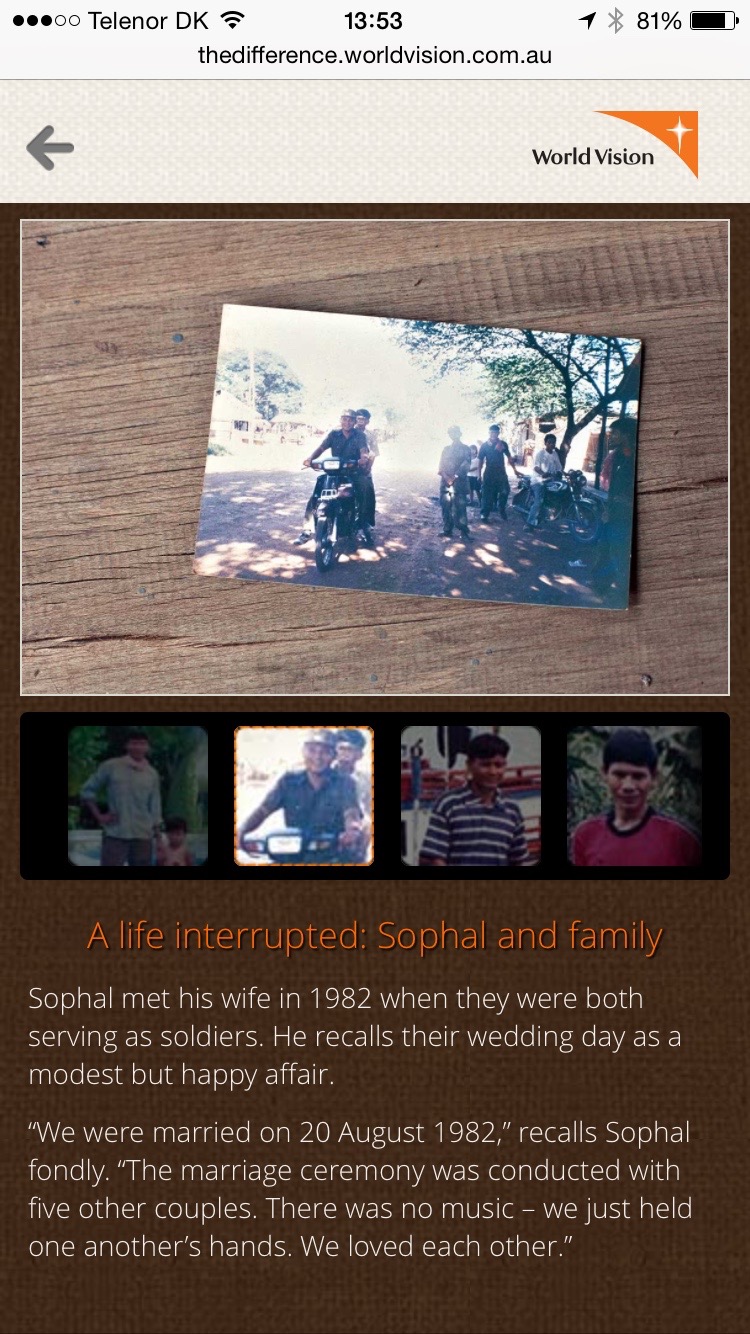 Telenor DK 13:53 81%
thedifference.worldvision.com.au
World Vision
A life interrupted: Sophal and family
Sophal met his wife in 1982 when they were both
serving as soldiers. He recalls their wedding day as a
modest but happy affair.
“We were married on 20 August 1982,” recalls Sophal
fondly. “The marriage ceremony was conducted with
five other couples. There was no music – we just held
one another’s hands. We loved each other.”